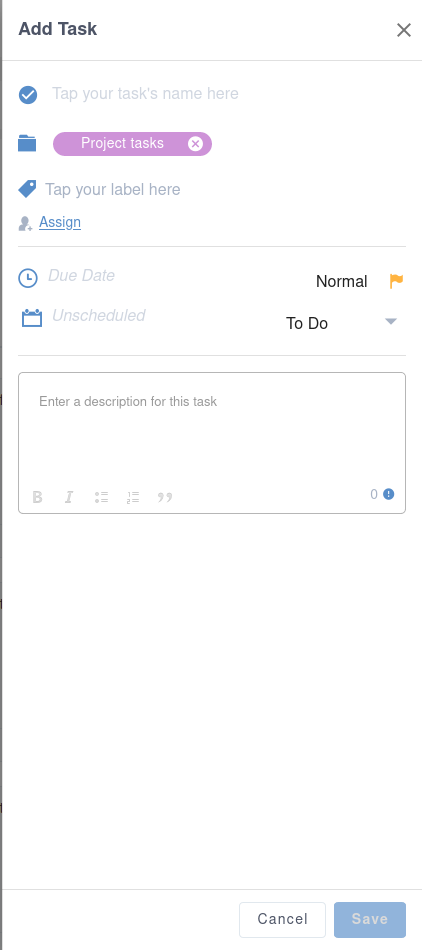 Add Task
Tap your task's name here
Project tasks
Tap your label here
Assign
Due Date
Normal
Unscheduled
To Do
Enter a description for this task
B I
0
Cancel
Save